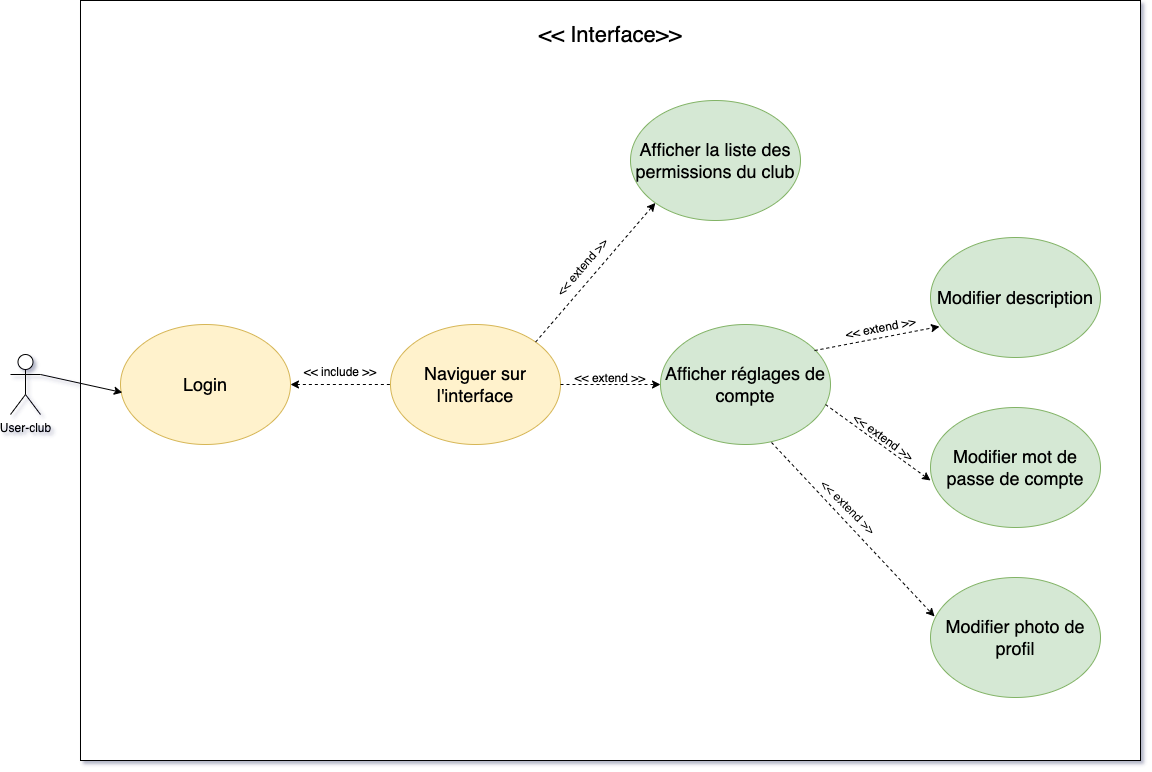 << Interface>>
Afficher la liste des
permissions du club
<< extend >>
Modifier description
<< extend >>
Login
<< include >>
Naviguer sur
l'interface
<< extend >>
Afficher réglages de
compte
User-club
<< extend >>
Modifier mot de
passe de compte
<< extend >>
Modifier photo de
profil